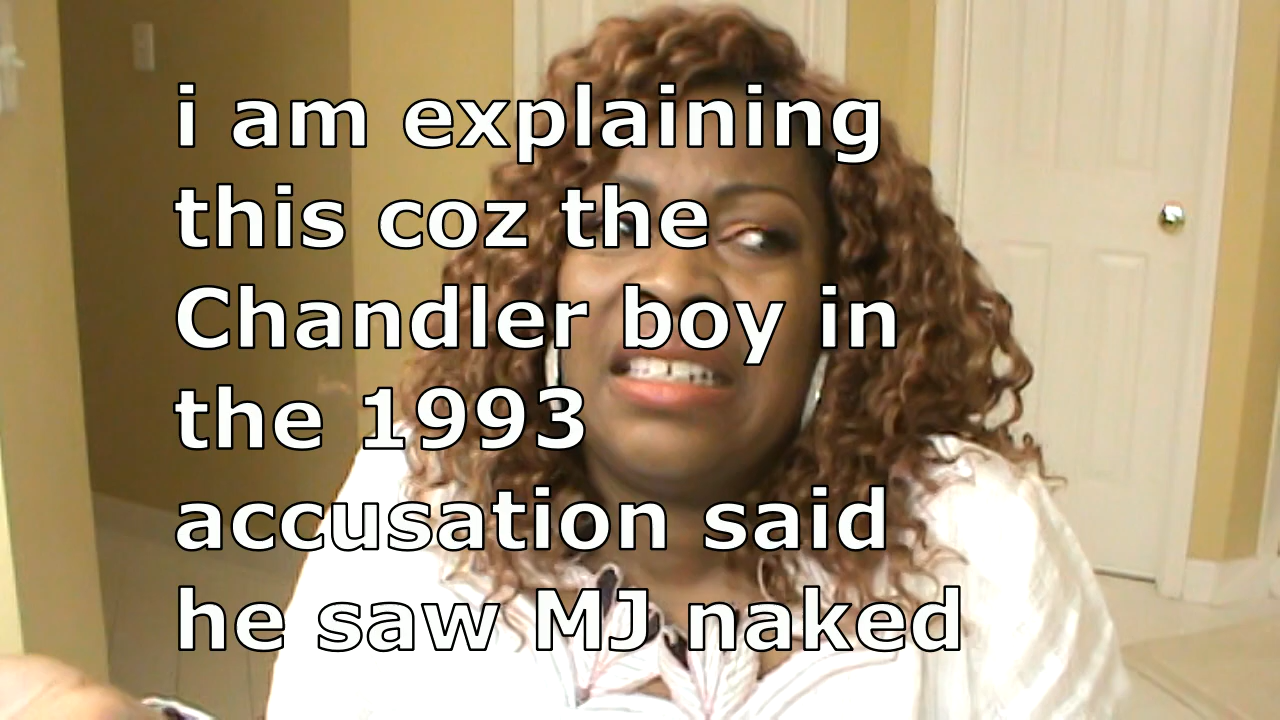 i am explaining
this coz the
Chandler boy in
the 1993
accusation said
he saw MJ naked